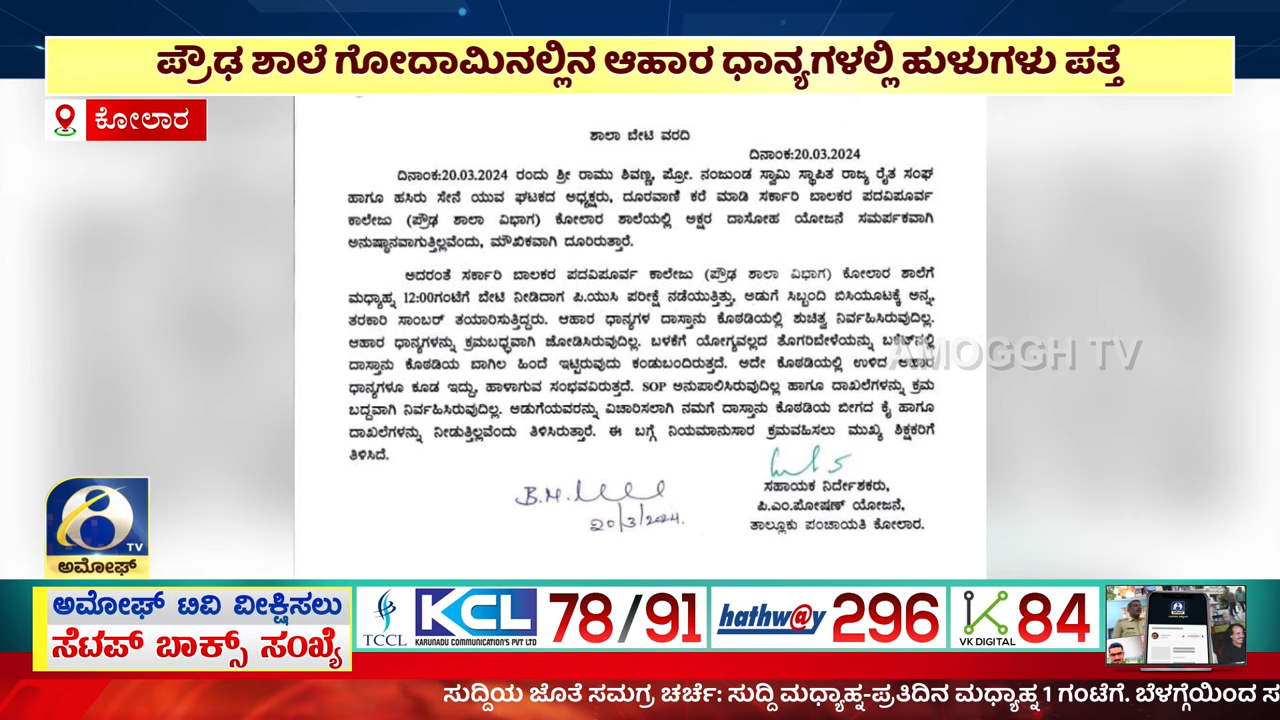 ಪ್ರೌಢ ಶಾಲೆ ಗೋದಾಮಿನಲ್ಲಿನ ಆಹಾರ ಧಾನ್ಯಗಳಲ್ಲಿ ಹುಳುಗಳು ಪತ್ತೆ
ಕೋಲಾರ
ಶಾಲಾ ಬೇಟಿ ವರದಿ
ದಿನಾಂಕ:20.03.2024
ದಿನಾಂಕ:20.03.2024 ರಂದು ಶ್ರೀ ರಾಮು ಶಿವಣ್ಣ, ಪ್ರೋ. ನಂಜುಂಡ ಸ್ವಾಮಿ ಸ್ಥಾಪಿತ ರಾಜ್ಯ ರೈತ ಸಂಘ
ಹಾಗೂ ಹಸಿರು ಸೇನೆ ಯುವ ಘಟಕದ ಅಧ್ಯಕ್ಷರು, ದೂರವಾಣಿ ಕರೆ ಮಾಡಿ ಸರ್ಕಾರಿ ಬಾಲಕರ ಪದವಿಪೂರ್ವ
ಕಾಲೇಜು (ಪ್ರೌಢ ಶಾಲಾ ವಿಭಾಗ) ಕೋಲಾರ ಶಾಲೆಯಲ್ಲಿ ಅಕ್ಷರ ದಾಸೋಹ ಯೋಜನೆ ಸಮರ್ಪಕವಾಗಿ
ಅನುಷ್ಠಾನವಾಗುತ್ತಿಲ್ಲವೆಂದು, ಮೌಖಿಕವಾಗಿ ದೂರಿರುತ್ತಾರೆ.
ಅದರಂತೆ ಸರ್ಕಾರಿ ಬಾಲಕರ ಪದವಿಪೂರ್ವ ಕಾಲೇಜು (ಪ್ರೌಢ ಶಾಲಾ ವಿಭಾಗ) ಕೋಲಾರ ಶಾಲೆಗೆ
ಮಧ್ಯಾಹ್ನ 12:00ಗಂಟೆಗೆ ಬೇಟಿ ನೀಡಿದಾಗ ಪಿ.ಯುಸಿ ಪರೀಕ್ಷೆ ನಡೆಯುತ್ತಿತ್ತು, ಅಡುಗೆ ಸಿಬ್ಬಂದಿ ಬಿಸಿಯೂಟಕ್ಕೆ ಅನ್ನ,
ತರಕಾರಿ ಸಾಂಬರ್ ತಯಾರಿಸುತ್ತಿದ್ದರು. ಆಹಾರ ಧಾನ್ಯಗಳ ದಾಸ್ತಾನು ಕೊಠಡಿಯಲ್ಲಿ ಶುಚಿತ್ವ ನಿರ್ವಹಿಸಿರುವುದಿಲ್ಲ.
ಆಹಾರ ಧಾನ್ಯಗಳನ್ನು ಕ್ರಮಬಧ್ಧವಾಗಿ ಜೋಡಿಸಿರುವುದಿಲ್ಲ. ಬಳಕೆಗೆ ಯೋಗ್ಯವಲ್ಲದ ತೊಗರಿಬೇಳೆಯನ್ನು ಬಕೆಟ್‌ನಲ್ಲಿ
ದಾಸ್ತಾನು ಕೊಠಡಿಯ ಬಾಗಿಲ ಹಿಂದೆ ಇಟ್ಟಿರುವುದು ಕಂಡುಬಂದಿರುತ್ತದೆ. ಅದೇ ಕೊಠಡಿಯಲ್ಲಿ ಉಳಿದ ಆಹಾರ
ಧಾನ್ಯಗಳೂ ಕೂಡ ಇದ್ದು, ಹಾಳಾಗುವ ಸಂಭವವಿರುತ್ತದೆ. SOP ಅನುಪಾಲಿಸಿರುವುದಿಲ್ಲ ಹಾಗೂ ದಾಖಲೆಗಳನ್ನು ಕ್ರಮ
ಬದ್ದವಾಗಿ ನಿರ್ವಹಿಸಿರುವುದಿಲ್ಲ. ಅಡುಗೆಯವರನ್ನು ವಿಚಾರಿಸಲಾಗಿ ನಮಗೆ ದಾಸ್ತಾನು ಕೊಠಡಿಯ ಬೀಗದ ಕೈ ಹಾಗೂ
ದಾಖಲೆಗಳನ್ನು ನೀಡುತ್ತಿಲ್ಲವೆಂದು ತಿಳಿಸಿರುತ್ತಾರೆ. ಈ ಬಗ್ಗೆ ನಿಯಮಾನುಸಾರ ಕ್ರಮವಹಿಸಲು ಮುಖ್ಯ ಶಿಕ್ಷಕರಿಗೆ
ತಿಳಿಸಿದೆ.
AMOGGH TV
20/3/2024.
ಸಹಾಯಕ ನಿರ್ದೇಶಕರು,
ಪಿ.ಎಂ.ಪೋಷಣ್ ಯೋಜನೆ,
ತಾಲ್ಲೂಕು ಪಂಚಾಯತಿ ಕೋಲಾರ.
TV
ಅಮೋಘ್
ಅಮೋಘ್ ಟಿವಿ ವೀಕ್ಷಿಸಲು
ಸೆಟಪ್ ಬಾಕ್ಸ್ ಸಂಖ್ಯೆ
TCCL
KCL
KARUNADU COMMUNICATION'S PVT LTD
78/91
hathw@y
296
VK DIGITAL
84
ಸುದ್ದಿಯ ಜೊತೆ ಸಮಗ್ರ ಚರ್ಚೆ: ಸುದ್ದಿ ಮಧ್ಯಾಹ್ನ-ಪ್ರತಿದಿನ ಮಧ್ಯಾಹ್ನ 1 ಗಂಟೆಗೆ. ಬೆಳಗ್ಗೆಯಿಂದ